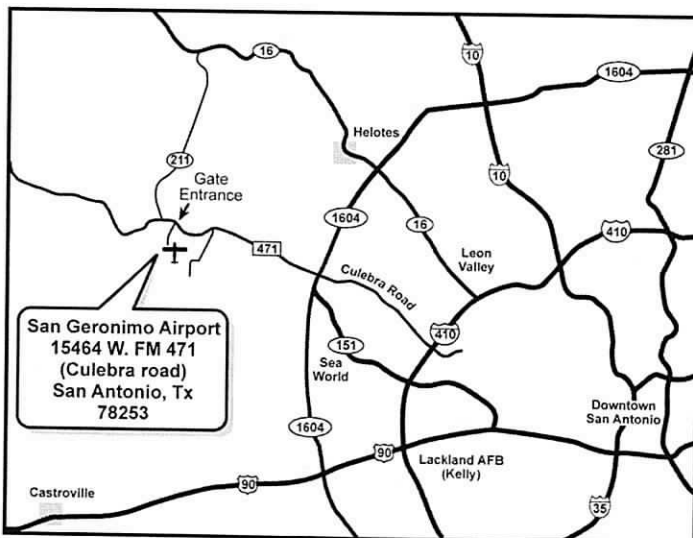 16
10
1604
Helotes
281
211
Gate
Entrance
10
1604
16
410
471
Leon
Valley
Culebra Road
San Geronimo Airport
15464 W. FM 471
(Culebra road)
San Antonio, Tx
78253
410
151
Sea
World
Downtown
San Antonio
1604
90
Lackland AFB
(Kelly)
Castroville
90
35